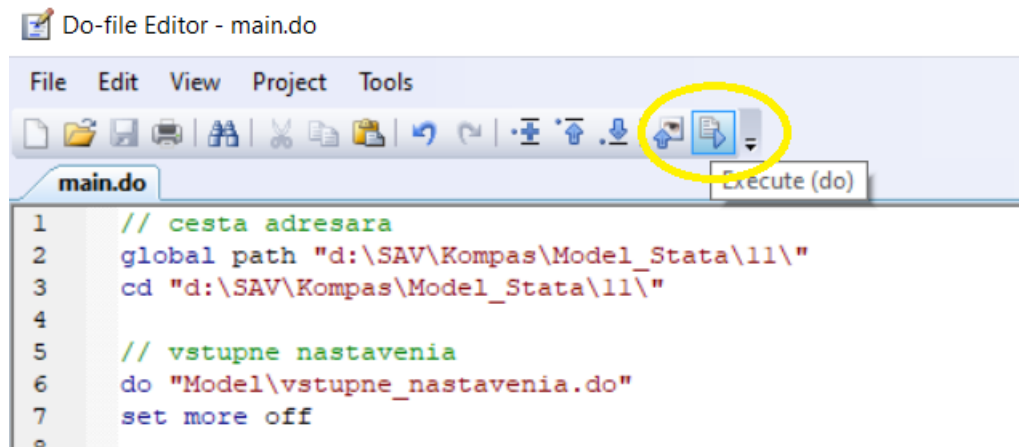 Do-file Editor - main.do
File Edit View Project Tools
main.do
Execute (do)
1 // cesta adresara
2 global path "d:\SAV\Kompas\Model_Stata\11\"
3 cd "d:\SAV\Kompas\Model_Stata\11\"
4
5 // vstupne nastavenia
6 do "Model\vstupne_nastavenia.do"
7 set more off